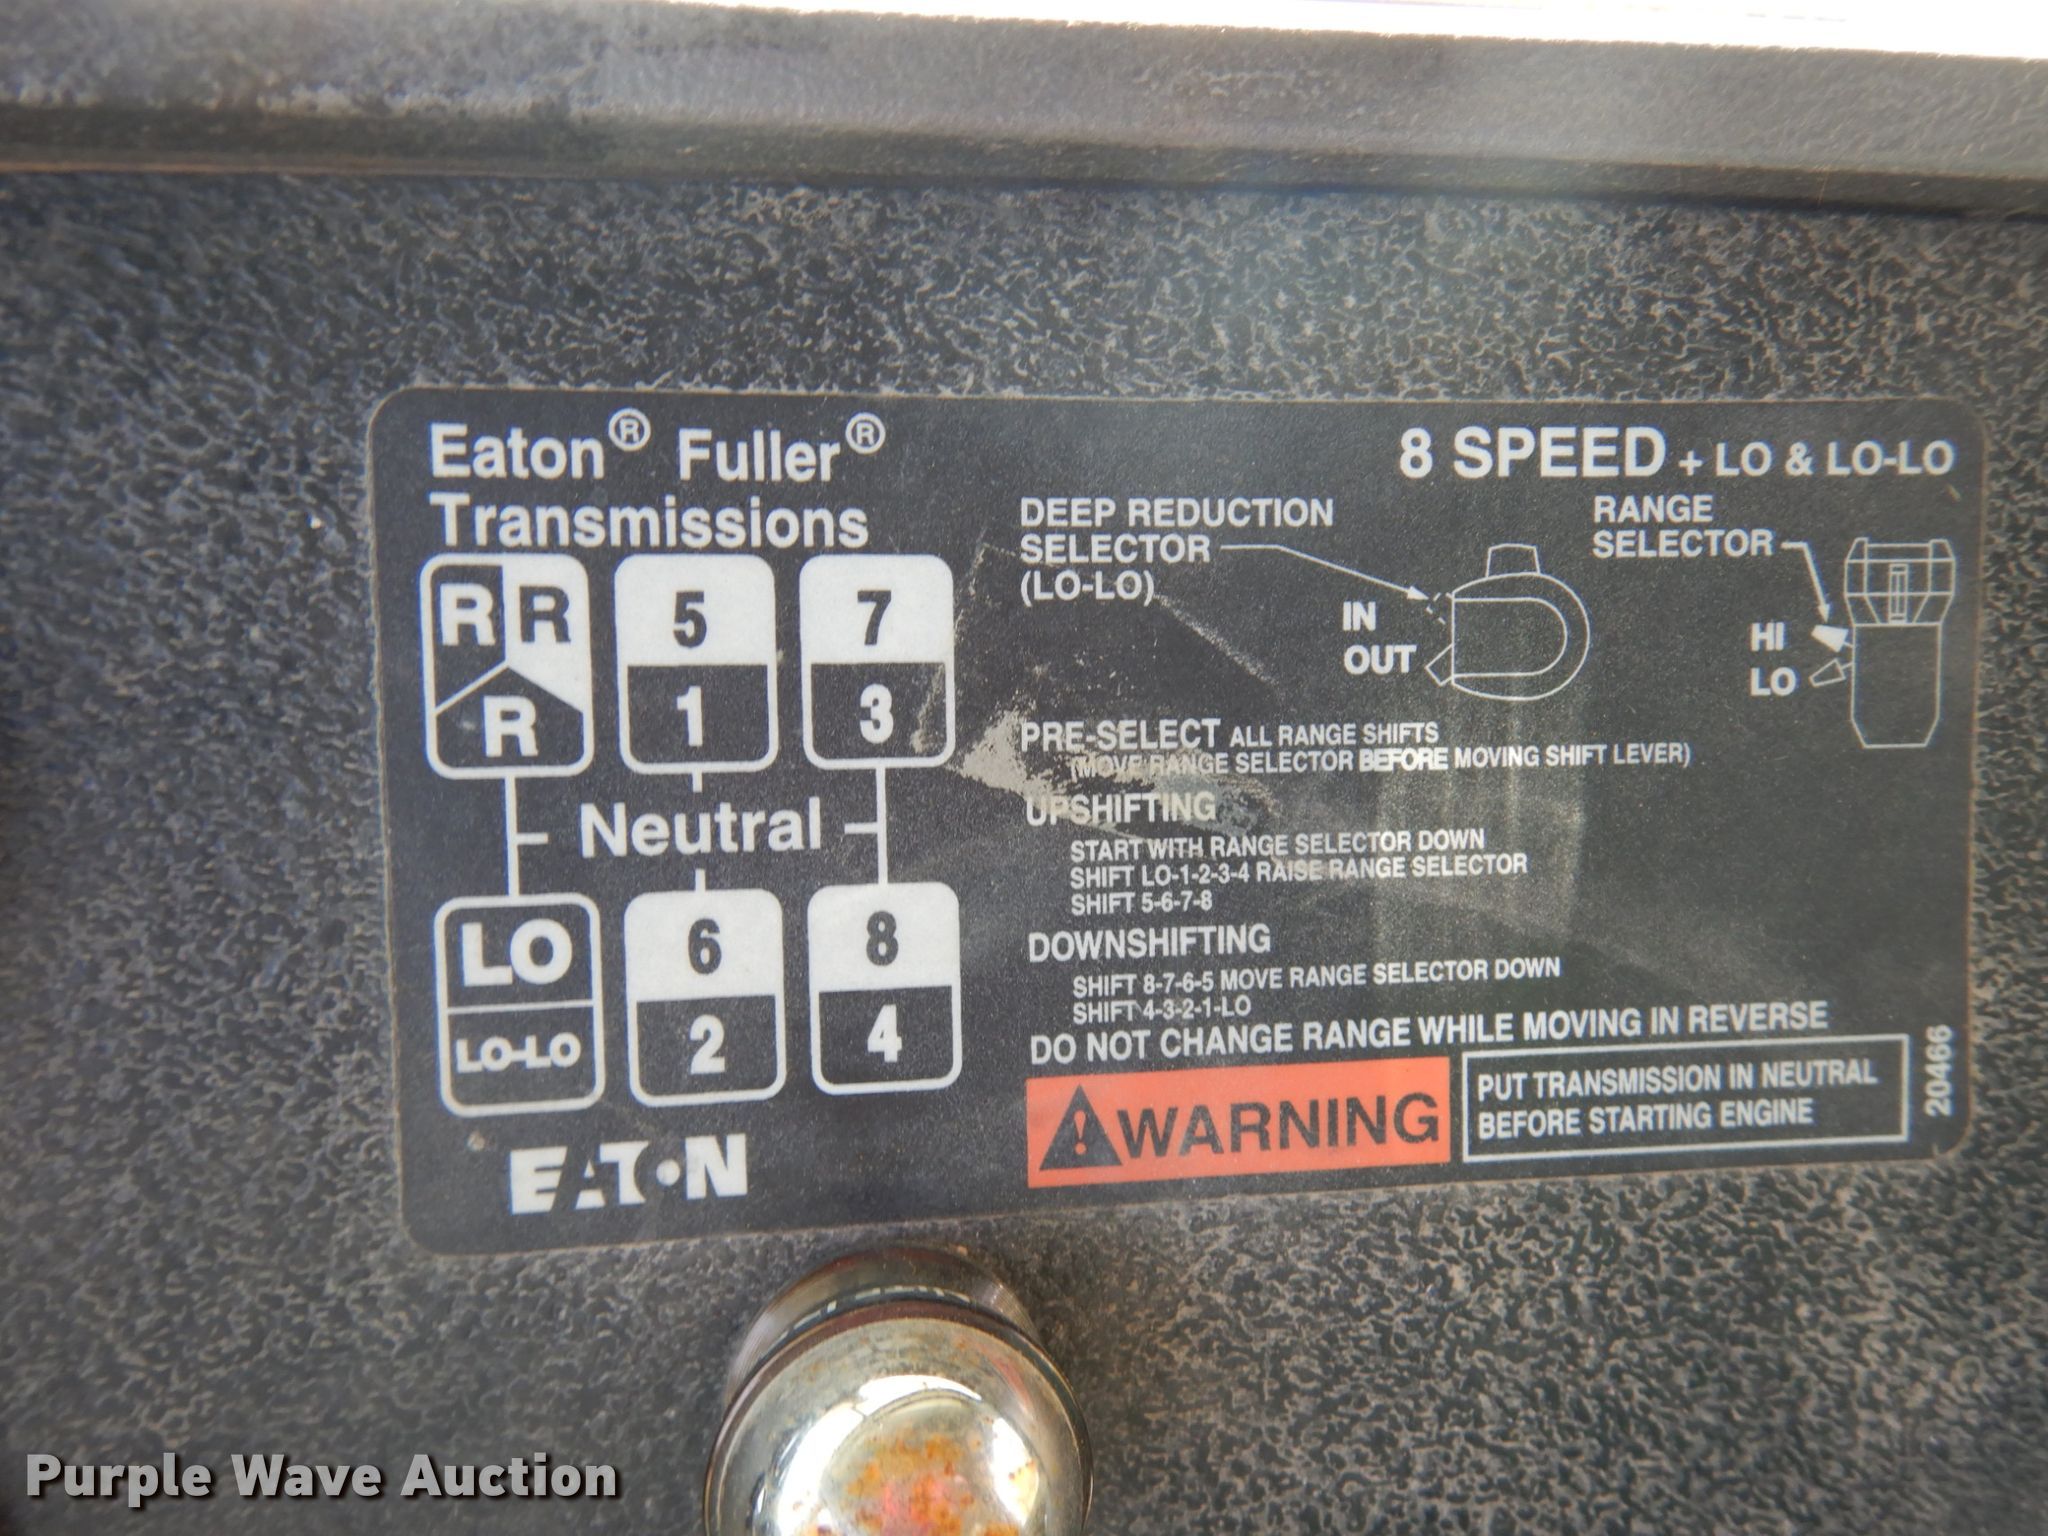 Eaton® Fuller®
Transmissions
8 SPEED + LO & LO-LO
R R
R
5
1
7
3
Neutral
LO
LO-LO
6
2
8
4
EATON
DEEP REDUCTION
SELECTOR
(LO-LO)
IN
OUT
RANGE
SELECTOR
HI
LO
PRE-SELECT ALL RANGE SHIFTS
(MOVE RANGE SELECTOR BEFORE MOVING SHIFT LEVER)
UPSHIFTING
START WITH RANGE SELECTOR DOWN
SHIFT LO-1-2-3-4 RAISE RANGE SELECTOR
SHIFT 5-6-7-8
DOWNSHIFTING
SHIFT 8-7-6-5 MOVE RANGE SELECTOR DOWN
SHIFT 4-3-2-1-LO
DO NOT CHANGE RANGE WHILE MOVING IN REVERSE
WARNING
PUT TRANSMISSION IN NEUTRAL
BEFORE STARTING ENGINE
20466
Purple Wave Auction